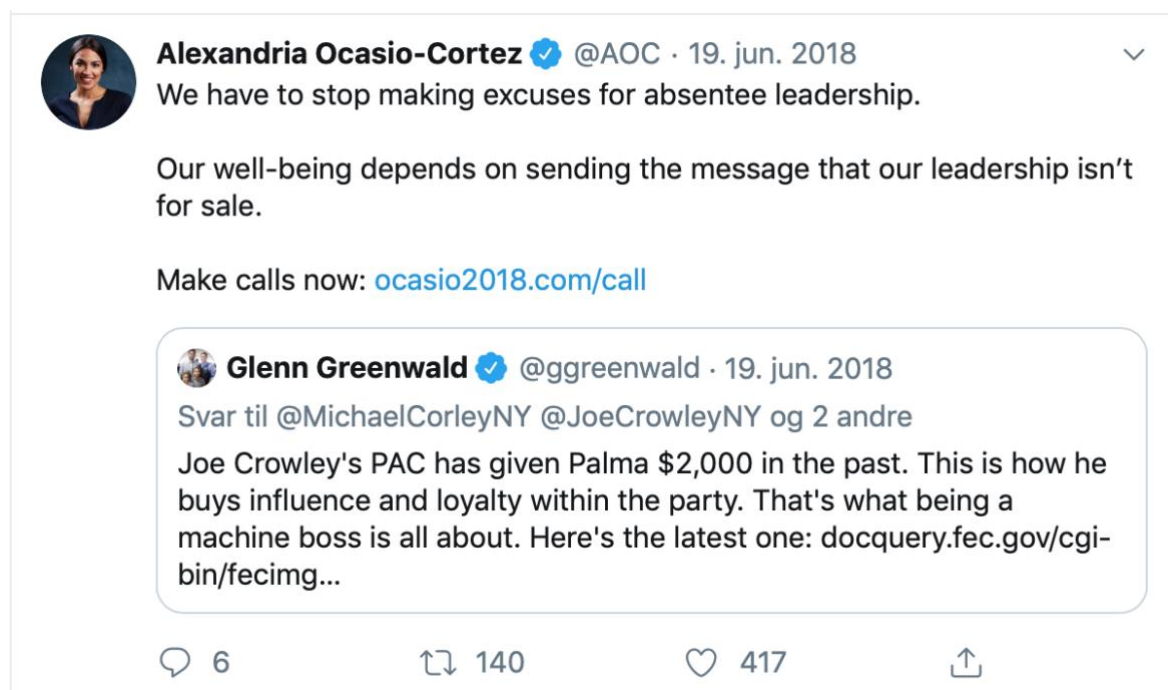 Alexandria Ocasio-Cortez @AOC · 19. jun. 2018
We have to stop making excuses for absentee leadership.
Our well-being depends on sending the message that our leadership isn’t
for sale.
Make calls now: ocasio2018.com/call
Glenn Greenwald @ggreenwald · 19. jun. 2018
Svar til @MichaelCorleyNY @JoeCrowleyNY og 2 andre
Joe Crowley's PAC has given Palma $2,000 in the past. This is how he
buys influence and loyalty within the party. That's what being a
machine boss is all about. Here's the latest one: docquery.fec.gov/cgi-
bin/fecimg...
6 140 417